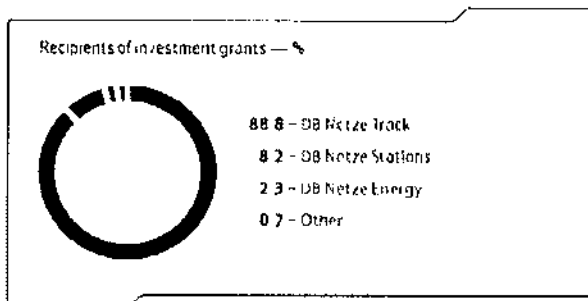 Recipients of investment grants — %
88 8 – DB Netze Track
8 2 – DB Netze Stations
2 3 – DB Netze Energy
0 7 – Other